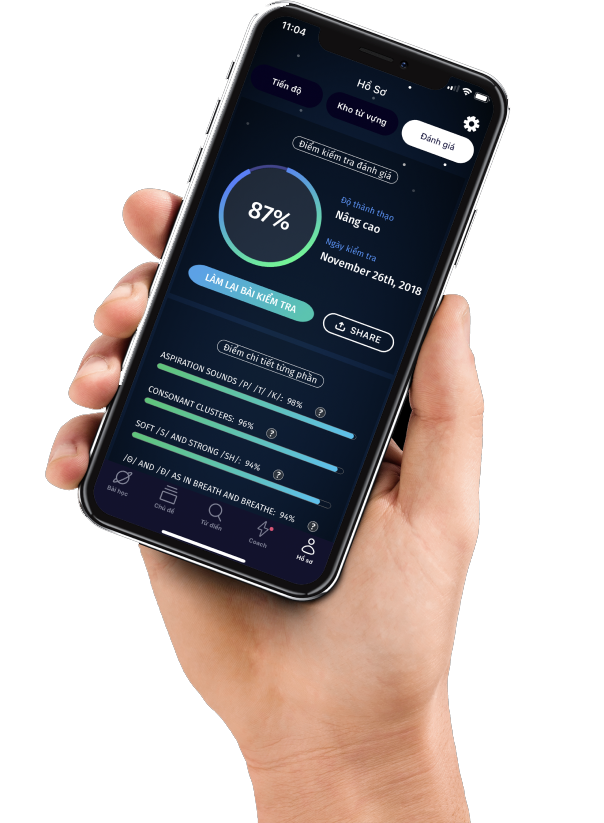 11:04
Hồ Sơ
Tiến độ
Kho từ vựng
Đánh giá
Điểm kiểm tra đánh giá
87%
Độ thành thạo
Nâng cao
Ngày kiểm tra
November 26th, 2018
LÀM LẠI BÀI KIỂM TRA
SHARE
Điểm chi tiết từng phần
ASPIRATION SOUNDS /P/ /T/ /K/: 98% ?
CONSONANT CLUSTERS: 96% ?
SOFT /S/ AND STRONG /SH/: 94% ?
/Θ/ AND /Ð/ AS IN BREATH AND BREATHE: 94% ?
Bài học
Chủ đề
Từ điển
Coach
Hồ sơ